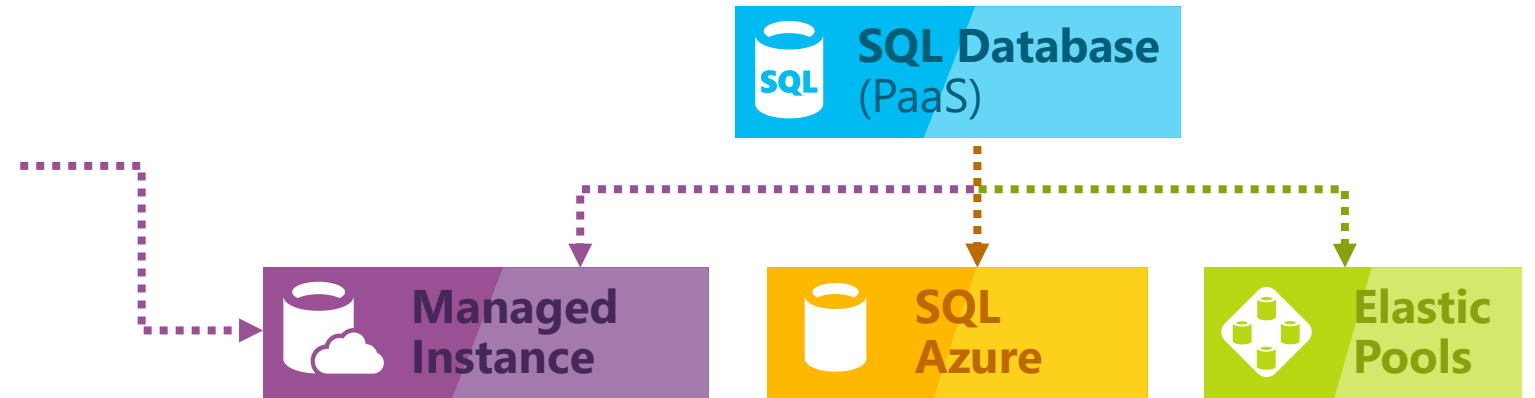 SQL
SQL Database
(PaaS)
Managed
Instance
SQL
Azure
Elastic
Pools